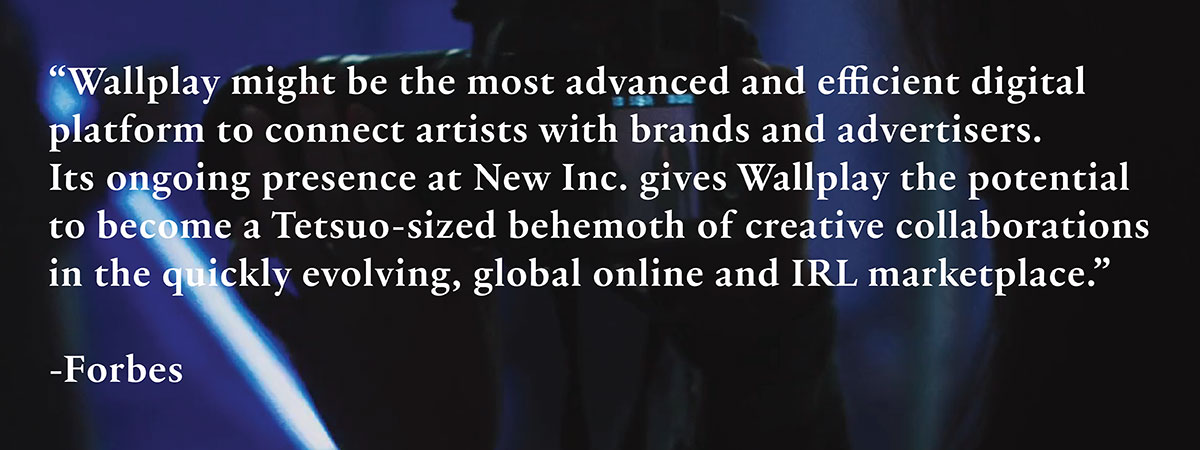 “Wallplay might be the most advanced and efficient digital
platform to connect artists with brands and advertisers.
Its ongoing presence at New Inc. gives Wallplay the potential
to become a Tetsuo-sized behemoth of creative collaborations
in the quickly evolving, global online and IRL marketplace.”
-Forbes